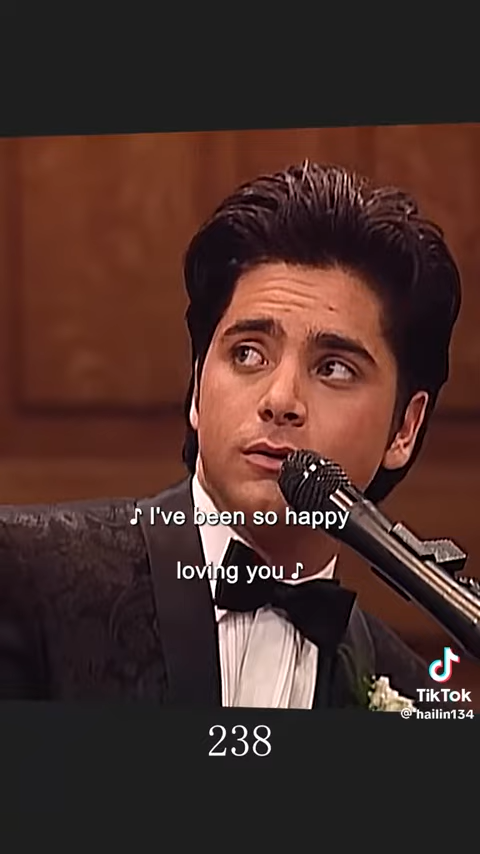 ♪ I've been so happy
loving you ♪
TikTok
@hailin134
238